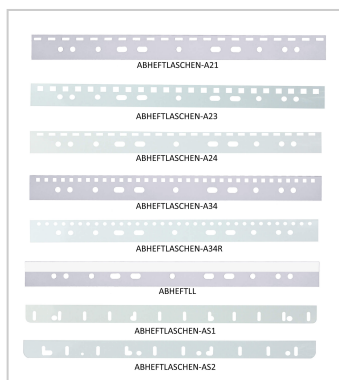 ABHEFTLASCHEN-A21
ABHEFTLASCHEN-A23
ABHEFTLASCHEN-A24
ABHEFTLASCHEN-A34
ABHEFTLASCHEN-A34R
ABHEFTLL
ABHEFTLASCHEN-AS1
ABHEFTLASCHEN-AS2